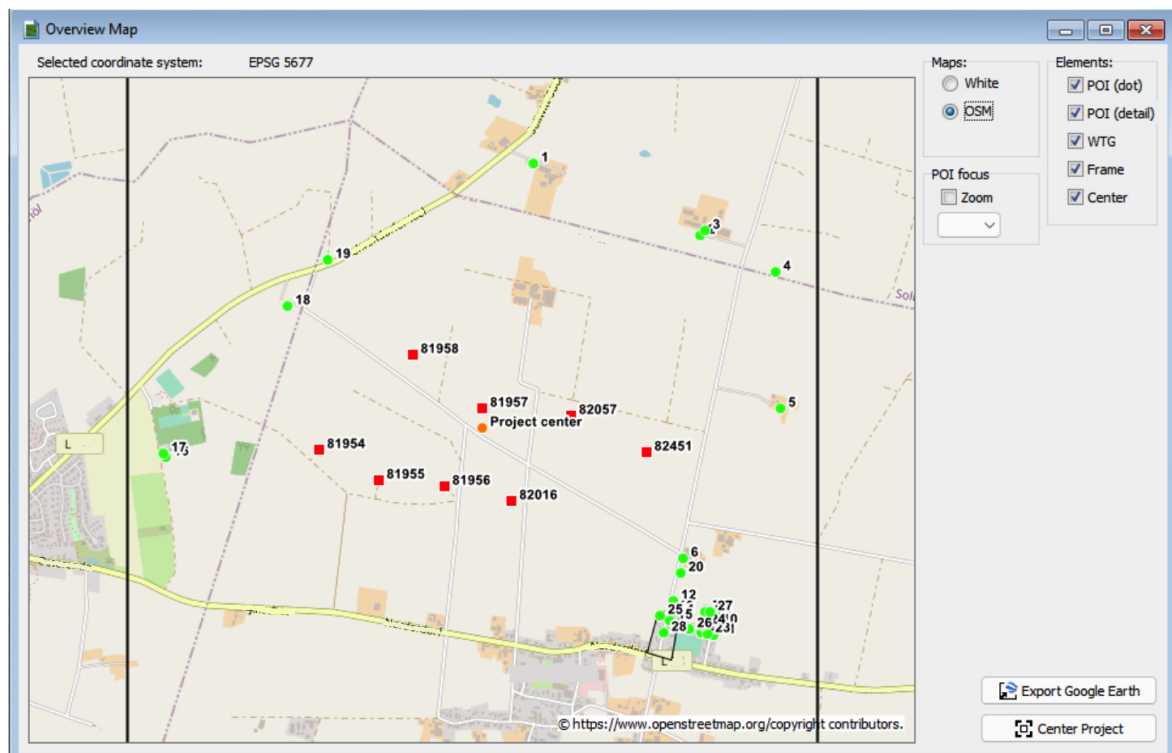 Overview Map
Selected coordinate system: EPSG 5677
Maps:
White
OSM
POI focus
Zoom
Elements:
POI (dot)
POI (detail)
WTG
Frame
Center
1
3
4
19
18
81958
81957
Project center
82057
5
17
81954
82451
81955
81956
82016
L
6
20
12
25
27
28
26
L
© https://www.openstreetmap.org/copyright contributors.
Export Google Earth
Center Project